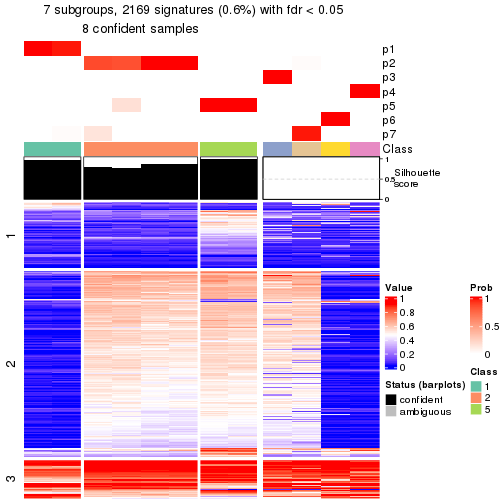 7 subgroups, 2169 signatures (0.6%) with fdr < 0.05
8 confident samples
p1
p2
p3
p4
p5
p6
p7
Class
1
0.5
0
Silhouette
score
1
2
3
Value
1
0.8
0.6
0.4
0.2
0
Status (barplots)
confident
ambiguous
Prob
1
0.5
0
Class
1
2
5